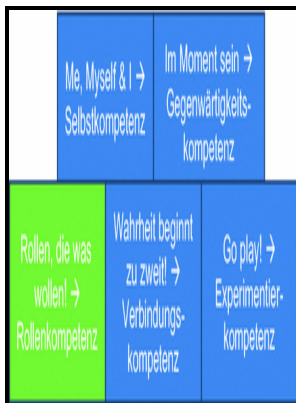 Me, Myself & I →
Selbstkompetenz
Im Moment sein →
Gegenwärtigkeits-
kompetenz
Rollen, die was
wollen! →
Rollenkompetenz
Wahrheit beginnt
zu zweit! →
Verbindungs-
kompetenz
Go play! →
Experimentier-
kompetenz